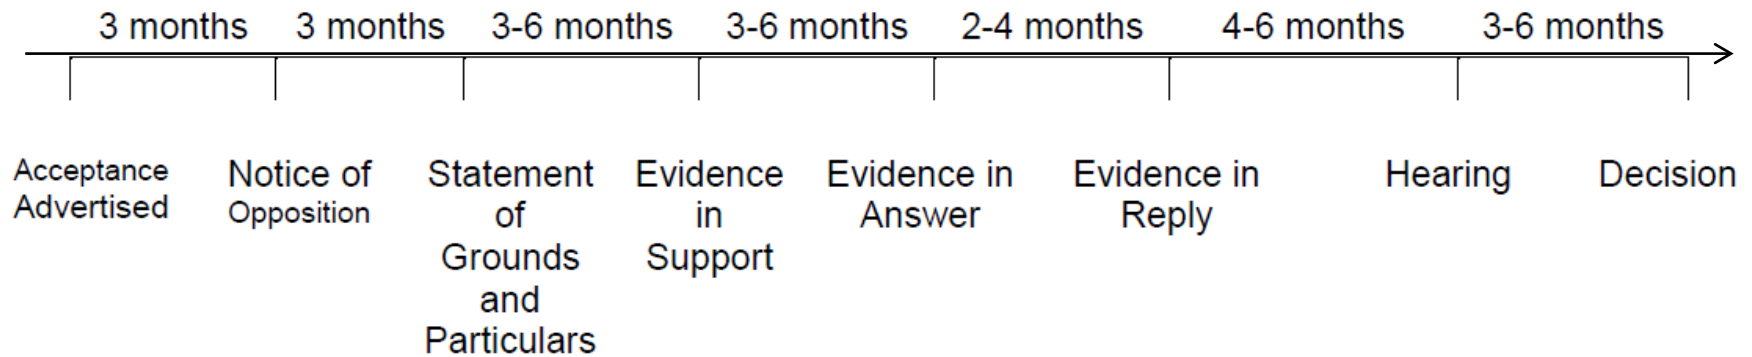 3 months 3 months 3-6 months 3-6 months 2-4 months 4-6 months 3-6 months
Acceptance
Advertised
Notice of
Opposition
Statement
of
Grounds
and
Particulars
Evidence
in
Support
Evidence in
Answer
Evidence in
Reply
Hearing
Decision